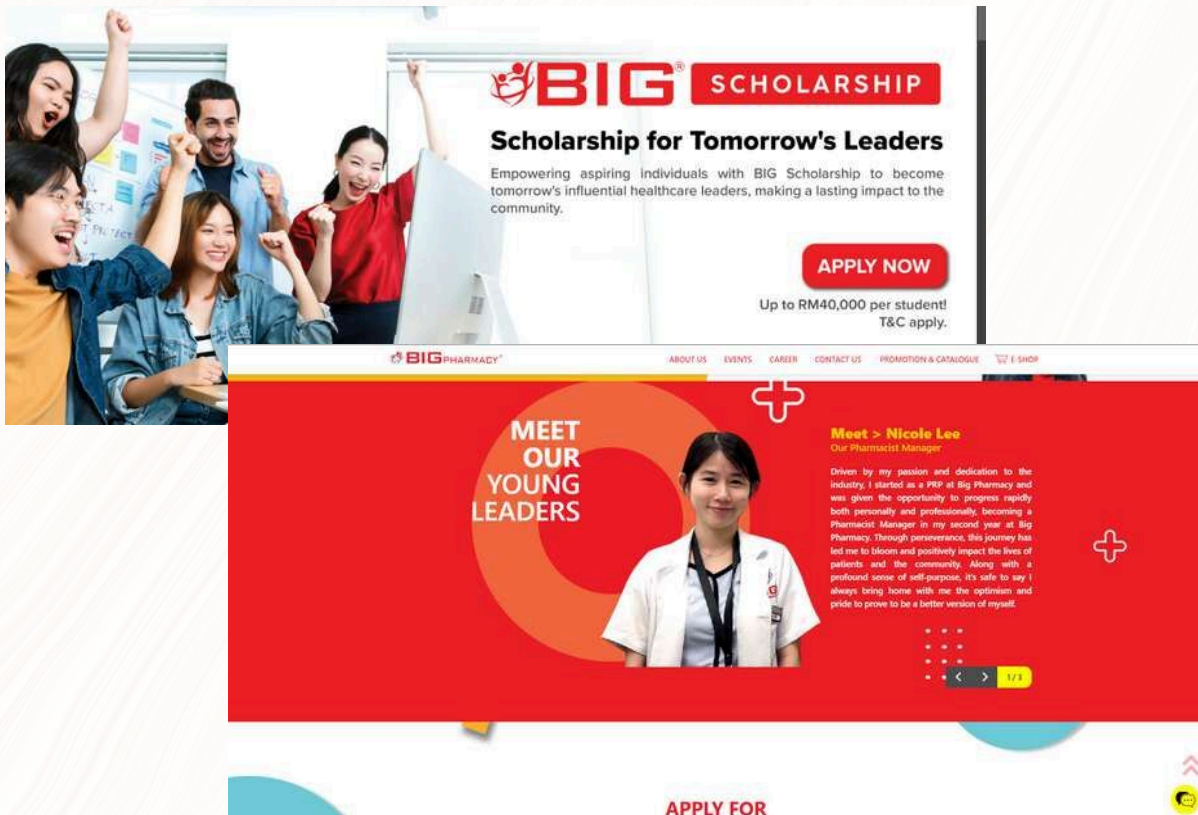 BIG® SCHOLARSHIP
Scholarship for Tomorrow's Leaders
Empowering aspiring individuals with BIG Scholarship to become
tomorrow's influential healthcare leaders, making a lasting impact to the
community.
APPLY NOW
Up to RM40,000 per student!
T&C apply.
BIG PHARMACY
ABOUT US EVENTS CAREER CONTACT US PROMOTION & CATALOGUE E-SHOP
MEET
OUR
YOUNG
LEADERS
Meet > Nicole Lee
Our Pharmacist Manager
Driven by my passion and dedication to the
industry, I started as a PRP at Big Pharmacy and
was given the opportunity to progress rapidly
both personally and professionally, becoming a
Pharmacist Manager in my second year at Big
Pharmacy. Through perseverance, this journey has
led me to bloom and positively impact the lives of
patients and the community. Along with a
profound sense of self-purpose, it's safe to say I
always bring home with me the optimism and
pride to prove to be a better version of myself.
1/3
APPLY FOR